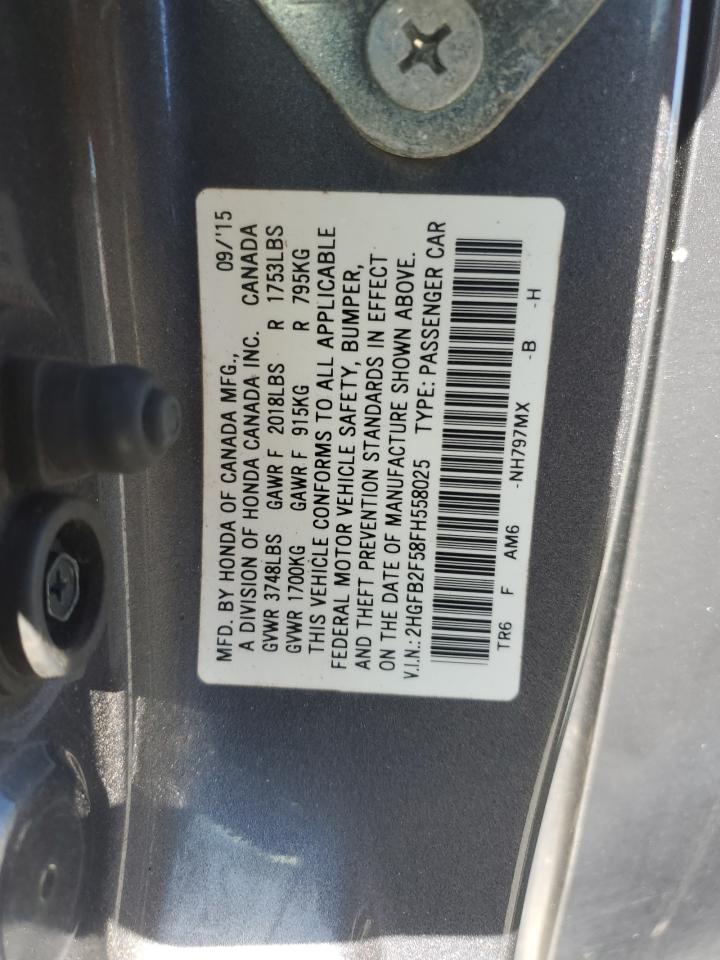 MFD. BY HONDA OF CANADA MFG., 09/'15
A DIVISION OF HONDA CANADA INC. CANADA
GVWR 3748LBS GAWR F 2018LBS R 1753LBS
GVWR 1700KG GAWR F 915KG R 795KG
THIS VEHICLE CONFORMS TO ALL APPLICABLE
FEDERAL MOTOR VEHICLE SAFETY, BUMPER,
AND THEFT PREVENTION STANDARDS IN EFFECT
ON THE DATE OF MANUFACTURE SHOWN ABOVE.
V.I.N.: 2HGFB2F58FH558025 TYPE: PASSENGER CAR
TR6 F AM6 -NH797MX -B -H